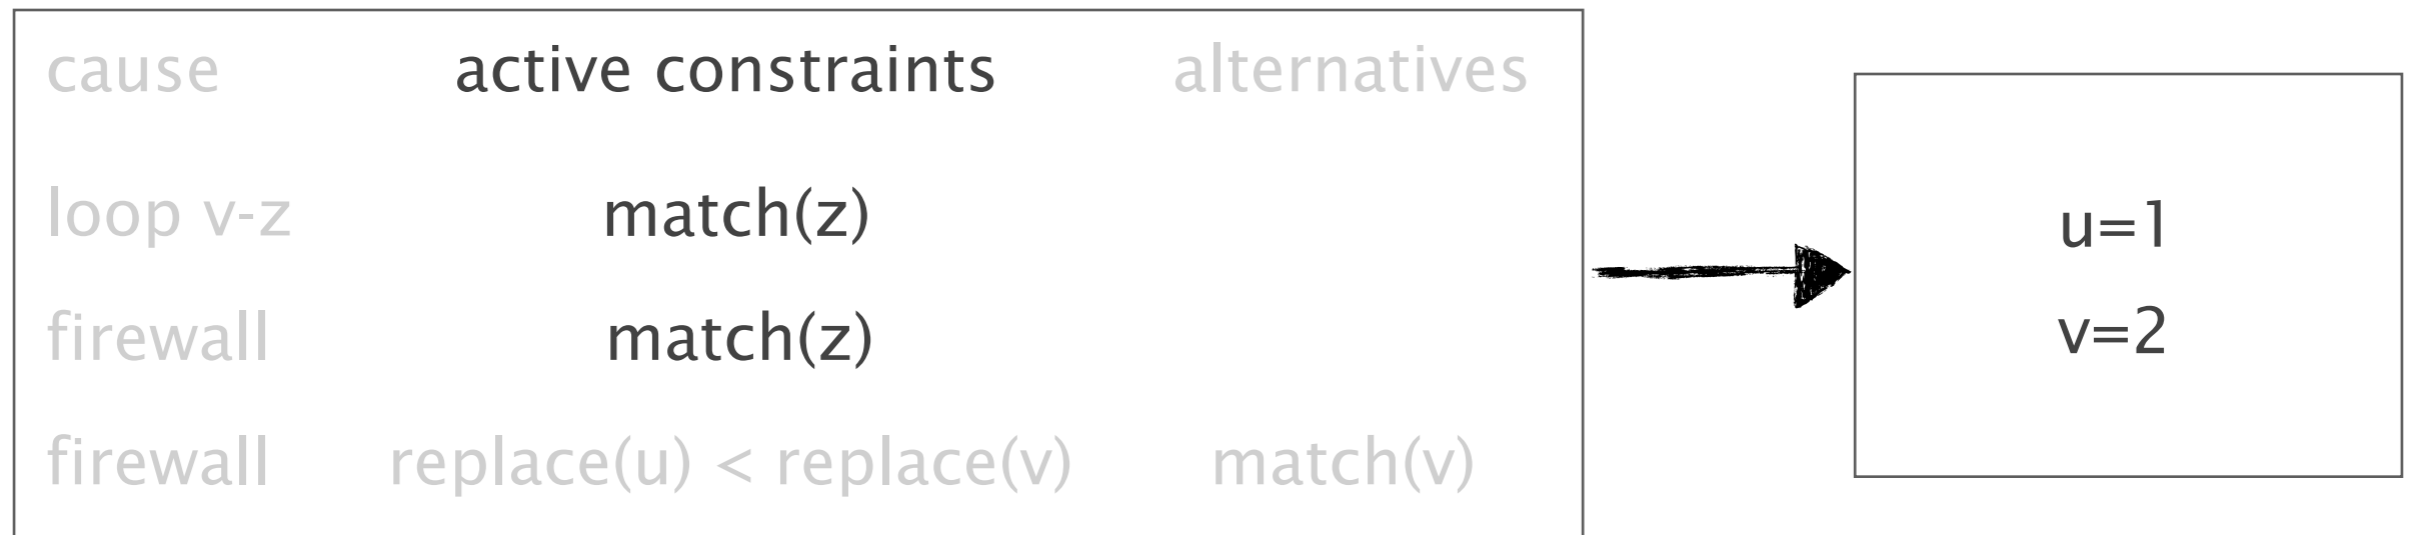 cause active constraints alternatives
loop v-z match(z)
firewall match(z)
firewall replace(u) < replace(v) match(v)
u=1
v=2